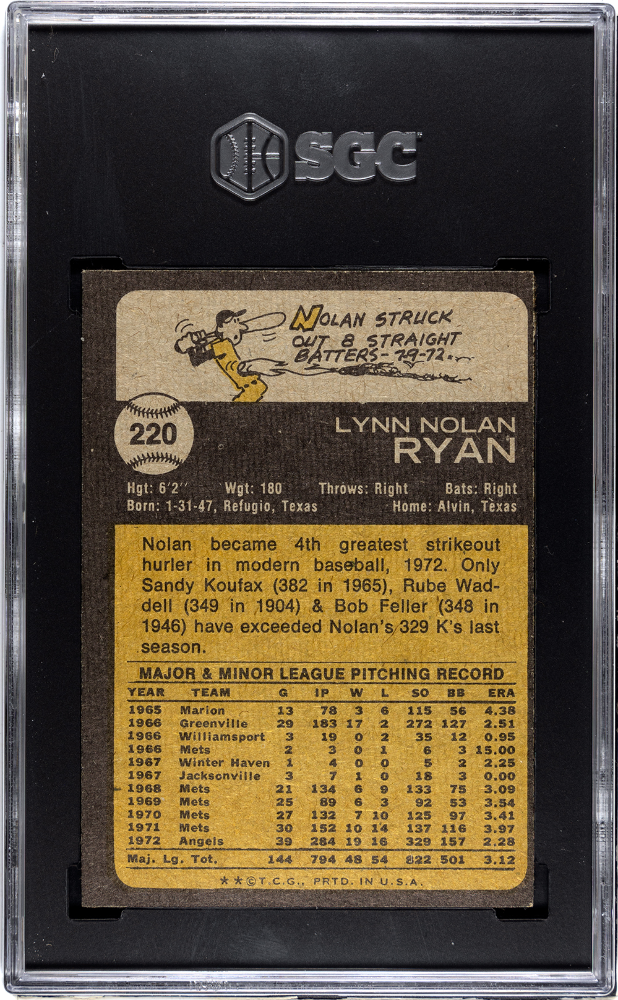 SGC
NOLAN STRUCK
OUT 8 STRAIGHT
BATTERS-7-9-72...
220
LYNN NOLAN
RYAN
Hgt: 6'2" Wgt: 180 Throws: Right Bats: Right
Born: 1-31-47, Refugio, Texas Home: Alvin, Texas
Nolan became 4th greatest strikeout
hurler in modern baseball, 1972. Only
Sandy Koufax (382 in 1965), Rube Wad-
dell (349 in 1904) & Bob Feller (348 in
1946) have exceeded Nolan's 329 K's last
season.
MAJOR & MINOR LEAGUE PITCHING RECORD
YEAR TEAM G IP W L SO BB ERA
1965 Marion 13 78 3 6 115 56 4.38
1966 Greenville 29 183 17 2 272 127 2.51
1966 Williamsport 3 19 0 2 35 12 0.95
1966 Mets 2 3 0 1 6 3 15.00
1967 Winter Haven 1 4 0 0 5 2 2.25
1967 Jacksonville 3 7 1 0 18 3 0.00
1968 Mets 21 134 6 9 133 75 3.09
1969 Mets 25 89 6 3 92 53 3.54
1970 Mets 27 132 7 10 125 97 3.41
1971 Mets 30 152 10 14 137 116 3.97
1972 Angels 39 284 19 16 329 157 2.28
Maj. Lg. Tot. 144 794 48 54 822 501 3.12
★★©T.C.G., PRTD. IN U.S.A.